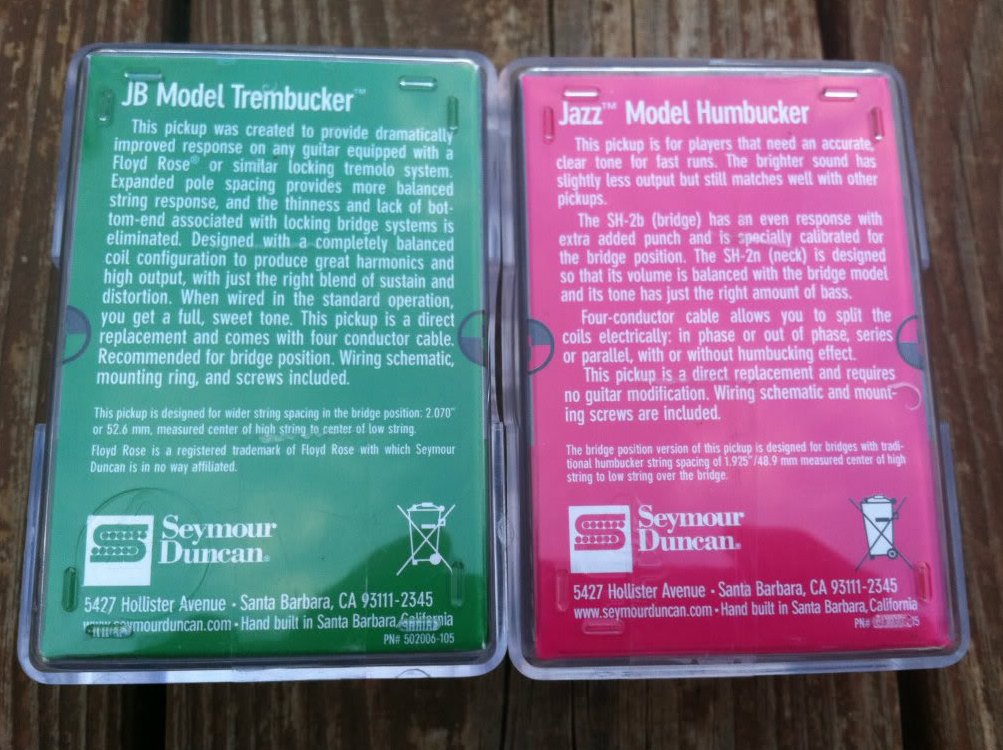 JB Model Trembucker™
This pickup was created to provide dramatically
improved response on any guitar equipped with a
Floyd Rose® or similar locking tremolo system.
Expanded pole spacing provides more balanced
string response, and the thinness and lack of bot-
tom-end associated with locking bridge systems is
eliminated. Designed with a completely balanced
coil configuration to produce great harmonics and
high output, with just the right blend of sustain and
distortion. When wired in the standard operation,
you get a full, sweet tone. This pickup is a direct
replacement and comes with four conductor cable.
Recommended for bridge position. Wiring schematic,
mounting ring, and screws included.
This pickup is designed for wider string spacing in the bridge position: 2.070"
or 52.6 mm, measured center of high string to center of low string.
Floyd Rose is a registered trademark of Floyd Rose with which Seymour
Duncan is in no way affiliated.
Seymour
Duncan®
5427 Hollister Avenue • Santa Barbara, CA 93111-2345
www.seymourduncan.com • Hand built in Santa Barbara, California
PN# 502006-105
Jazz™ Model Humbucker
This pickup is for players that need an accurate,
clear tone for fast runs. The brighter sound has
slightly less output but still matches well with other
pickups.
The SH-2b (bridge) has an even response with
extra added punch and is specially calibrated for
the bridge position. The SH-2n (neck) is designed
so that its volume is balanced with the bridge model
and its tone has just the right amount of bass.
Four-conductor cable allows you to split the
coils electrically: in phase or out of phase, series
or parallel, with or without humbucking effect.
This pickup is a direct replacement and requires
no guitar modification. Wiring schematic and mount-
ing screws are included.
The bridge position version of this pickup is designed for bridges with tradi-
tional humbucker string spacing of 1.925"/48.9 mm measured center of high
string to low string over the bridge.
Seymour
Duncan®
5427 Hollister Avenue • Santa Barbara, CA 93111-2345
www.seymourduncan.com • Hand built in Santa Barbara, California
PN#